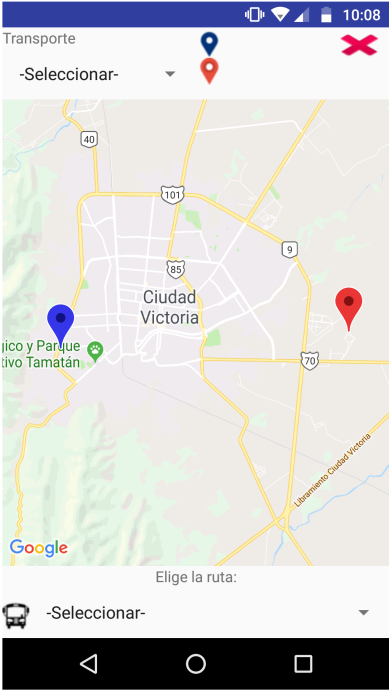 10:08
Transporte
-Seleccionar-
40
101
9
85
Ciudad
Victoria
gico y Parque
tivo Tamatán
70
Libramiento Ciudad Victoria
Google
Elige la ruta:
-Seleccionar-